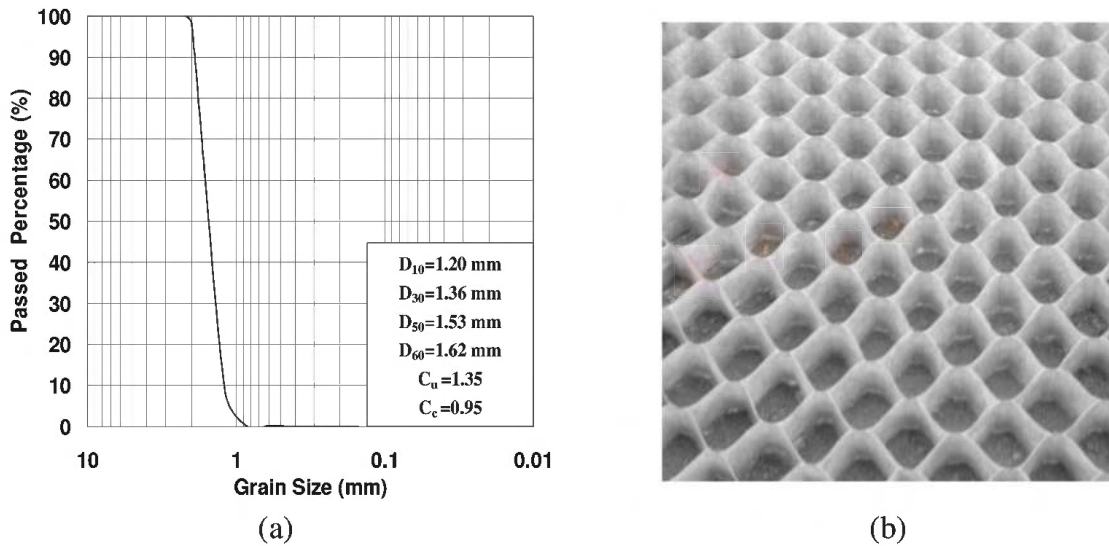 100
90
80
70
60
50
40
30
20
10
0
Passed Percentage (%)
D10=1.20 mm
D30=1.36 mm
D50=1.53 mm
D60=1.62 mm
Cu=1.35
Cc=0.95
10 1 0.1 0.01
Grain Size (mm)
(a) (b)